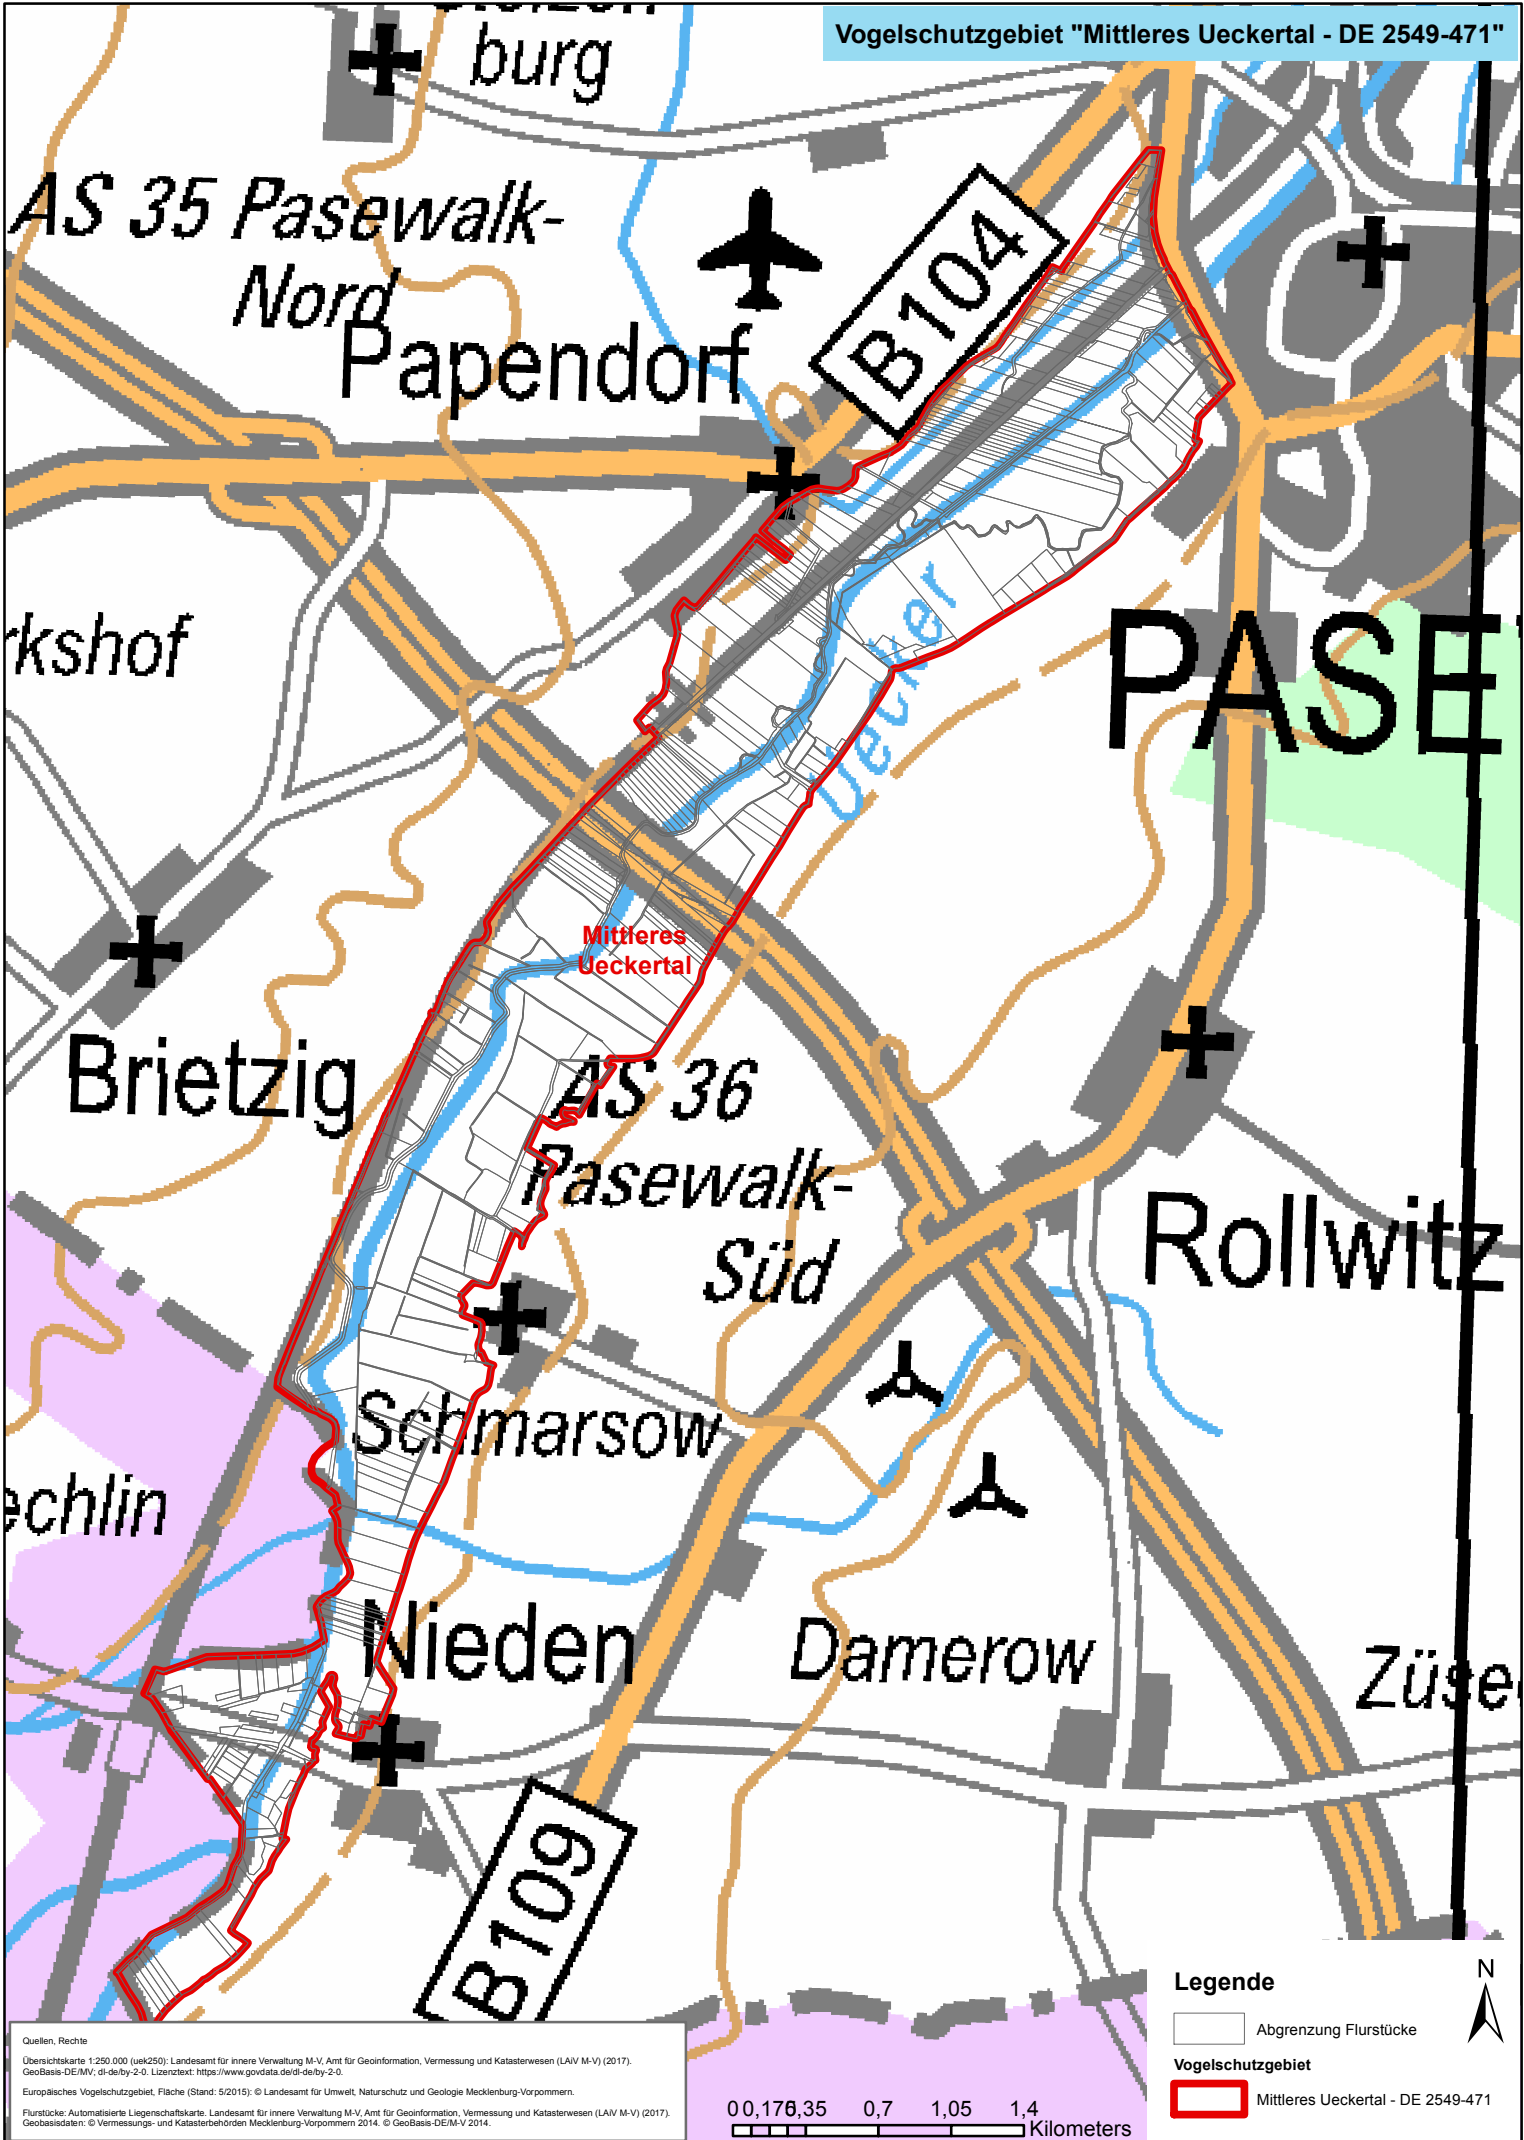 Vogelschutzgebiet "Mittleres Ueckertal - DE 2549-471"
burg
AS 35 Pasewalk-
Nord
B104
Papendorf
rkshof
Uecker
PASE
Mittleres
Ueckertal
Brietzig
AS 36
Pasewalk-
Süd
Rollwitz
Schmarsow
echlin
Nieden
Damerow
Züse
B109
Legende
N
Abgrenzung Flurstücke
Vogelschutzgebiet
Mittleres Ueckertal - DE 2549-471
Quellen, Rechte
Übersichtskarte 1:250.000 (uek250): Landesamt für innere Verwaltung M-V, Amt für Geoinformation, Vermessung und Katasterwesen (LAiV M-V) (2017).
GeoBasis-DE/MV; dl-de/by-2-0. Lizenztext: https://www.govdata.de/dl-de/by-2-0.
Europäisches Vogelschutzgebiet, Fläche (Stand: 5/2015): © Landesamt für Umwelt, Naturschutz und Geologie Mecklenburg-Vorpommern.
Flurstücke: Automatisierte Liegenschaftskarte. Landesamt für innere Verwaltung M-V, Amt für Geoinformation, Vermessung und Katasterwesen (LAiV M-V) (2017).
Geobasisdaten: © Vermessungs- und Katasterbehörden Mecklenburg-Vorpommern 2014. © GeoBasis-DE/M-V 2014.
0 0,175 0,35 0,7 1,05 1,4
Kilometers